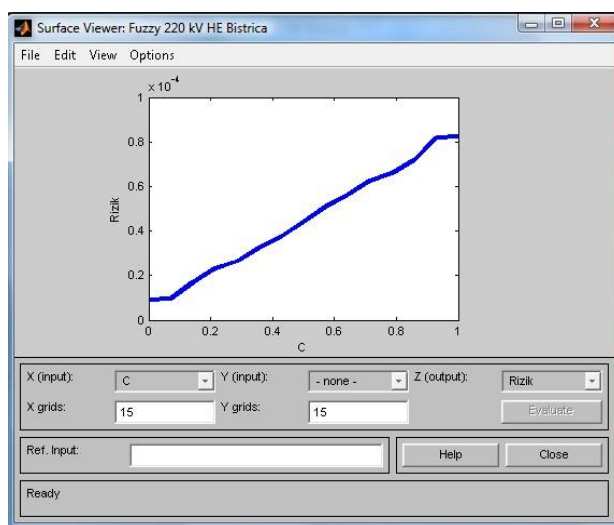 Surface Viewer: Fuzzy 220 kV HE Bistrica
File Edit View Options
x 10^-4
1
0.8
0.6
0.4
0.2
0
Rizik
0 0.2 0.4 0.6 0.8 1
C
X (input): C Y (input): - none - Z (output): Rizik
X grids: 15 Y grids: 15 Evaluate
Ref. Input: Help Close
Ready